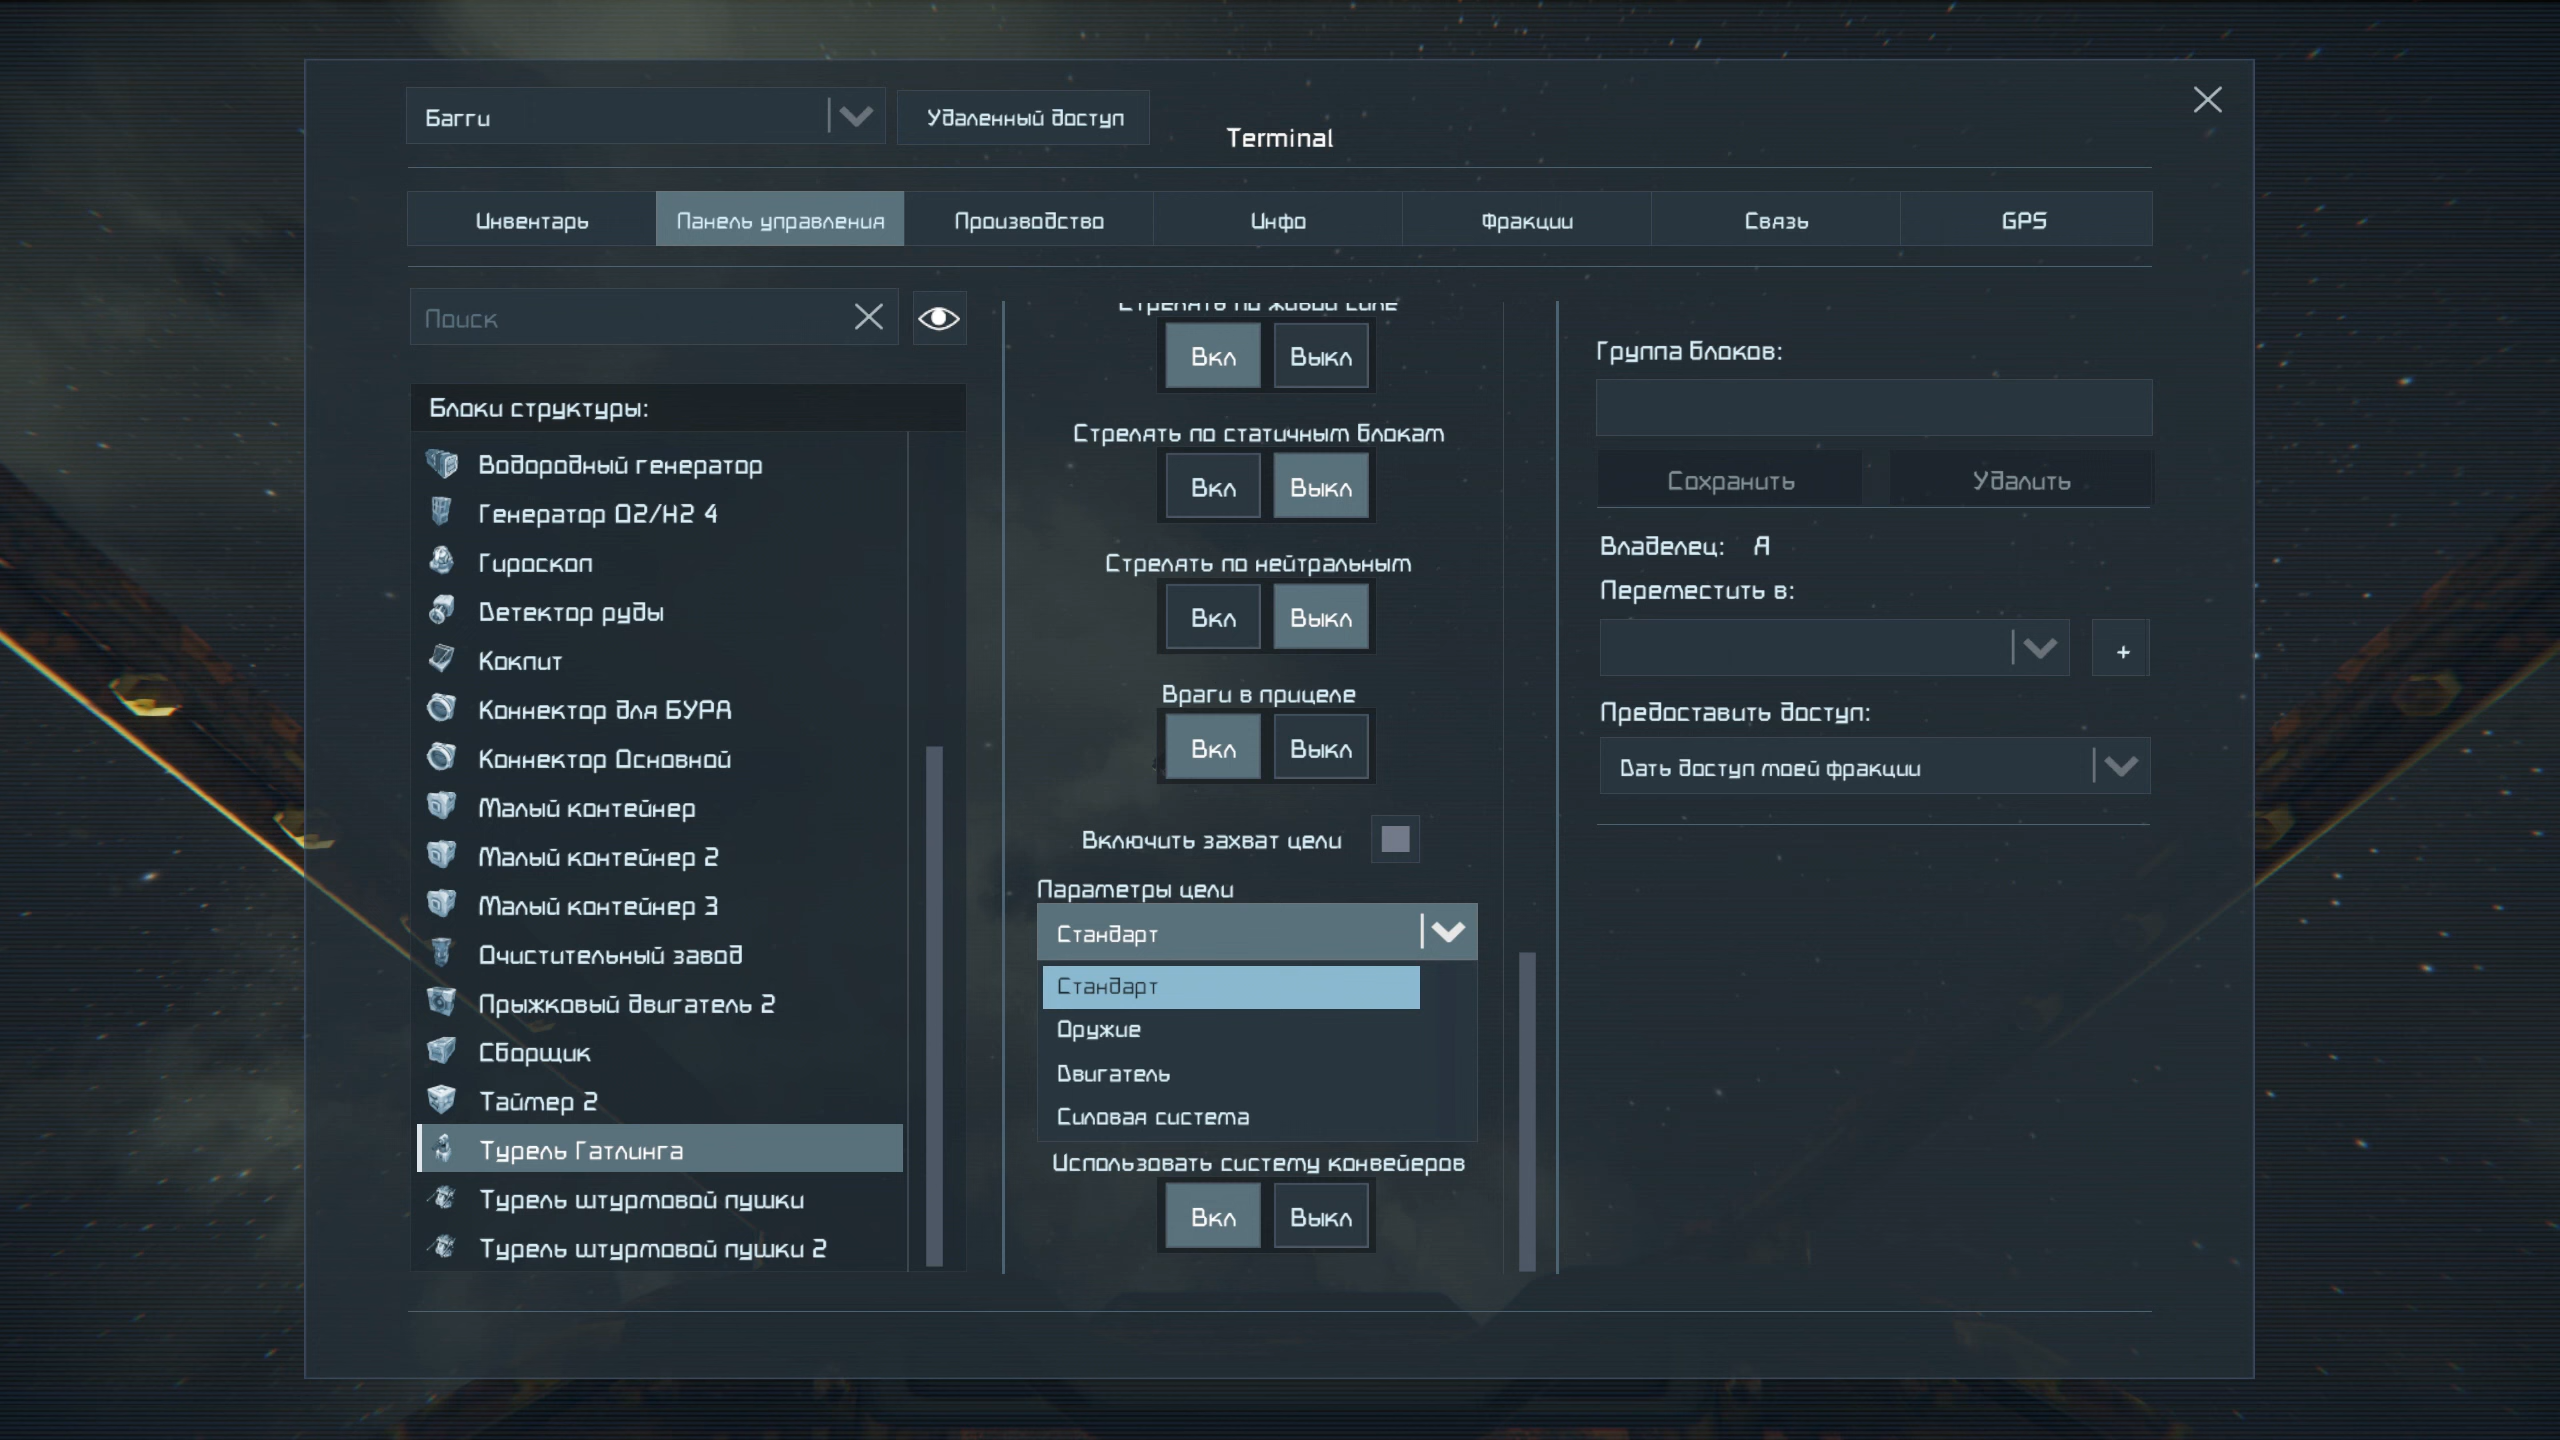 Багги
Удаленный доступ
Terminal
Инвентарь
Панель управления
Производство
Инфо
Фракции
Связь
GPS
Поиск
Блоки структуры:
Водородный генератор
Генератор O2/H2 4
Гироскоп
Детектор руды
Кокпит
Коннектор для БУРА
Коннектор Основной
Малый контейнер
Малый контейнер 2
Малый контейнер 3
Очистительный завод
Прыжковый двигатель 2
Сборщик
Таймер 2
Турель Гатлинга
Турель штурмовой пушки
Турель штурмовой пушки 2
Стрелять по живой силе
Вкл Выкл
Стрелять по статичным блокам
Вкл Выкл
Стрелять по нейтральным
Вкл Выкл
Враги в прицеле
Вкл Выкл
Включить захват цели
Параметры цели
Стандарт
Стандарт
Оружие
Двигатель
Силовая система
Использовать систему конвейеров
Вкл Выкл
Группа блоков:
Сохранить Удалить
Владелец: А
Переместить в:
+
Предоставить доступ:
Дать доступ моей фракции